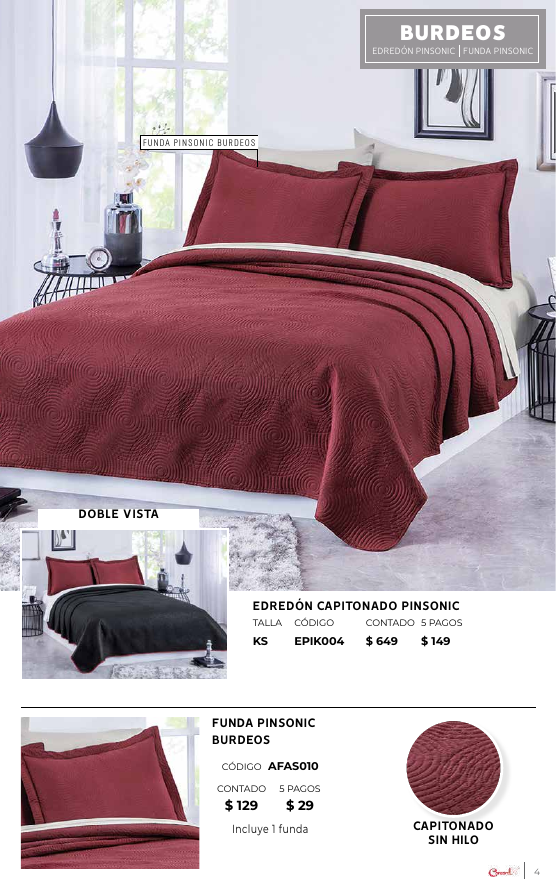 BURDEOS
EDREDÓN PINSONIC | FUNDA PINSONIC
FUNDA PINSONIC BURDEOS
DOBLE VISTA
EDREDÓN CAPITONADO PINSONIC
TALLA CÓDIGO CONTADO 5 PAGOS
KS EPIK004 $ 649 $ 149
FUNDA PINSONIC
BURDEOS
CÓDIGO AFAS010
CONTADO 5 PAGOS
$ 129 $ 29
Incluye 1 funda
CAPITONADO
SIN HILO
4